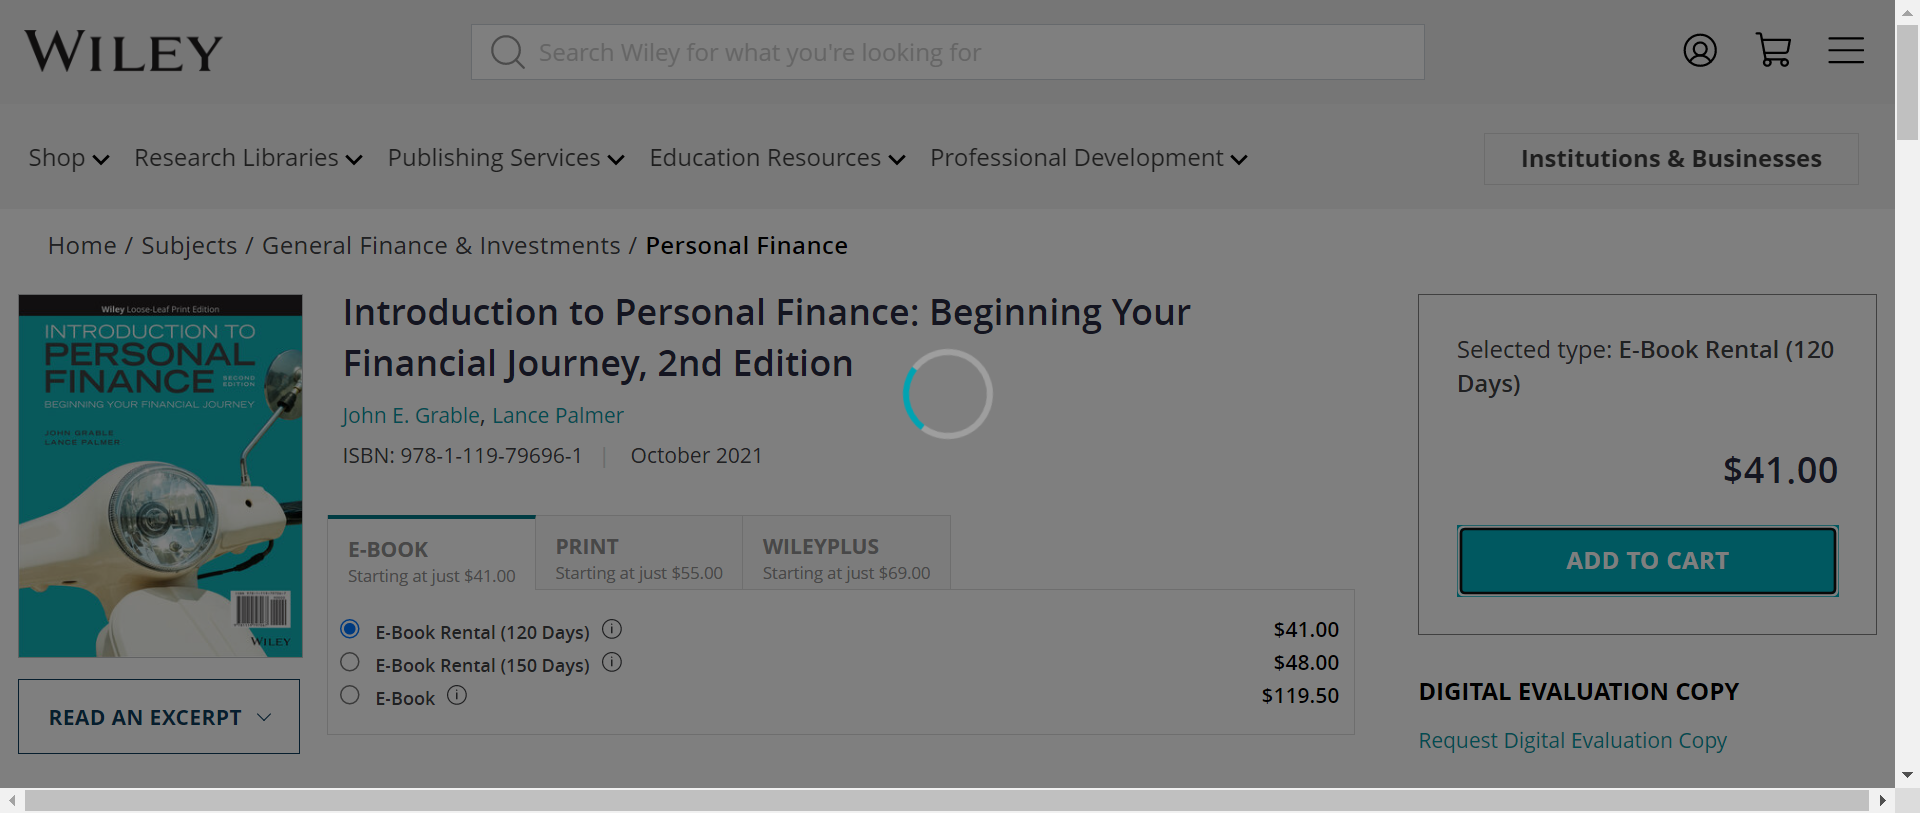 WILEY
Search Wiley for what you're looking for
Shop
Research Libraries
Publishing Services
Education Resources
Professional Development
Institutions & Businesses
Home / Subjects / General Finance & Investments / Personal Finance
Wiley Loose-Leaf Print Edition
INTRODUCTION TO
PERSONAL
FINANCE SECOND EDITION
BEGINNING YOUR FINANCIAL JOURNEY
JOHN GRABLE
LANCE PALMER
WILEY
READ AN EXCERPT
Introduction to Personal Finance: Beginning Your
Financial Journey, 2nd Edition
John E. Grable, Lance Palmer
ISBN: 978-1-119-79696-1 | October 2021
E-BOOK
Starting at just $41.00
PRINT
Starting at just $55.00
WILEYPLUS
Starting at just $69.00
E-Book Rental (120 Days) $41.00
E-Book Rental (150 Days) $48.00
E-Book $119.50
Selected type: E-Book Rental (120
Days)
$41.00
ADD TO CART
DIGITAL EVALUATION COPY
Request Digital Evaluation Copy